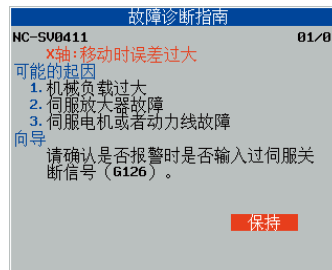 故障诊断指南
NC-SV0411 01/0
X轴:移动时误差过大
可能的起因
1.机械负载过大
2.伺服放大器故障
3.伺服电机或者动力线故障
向导
请确认是否报警时是否输入过伺服关
断信号（G126）。
保持